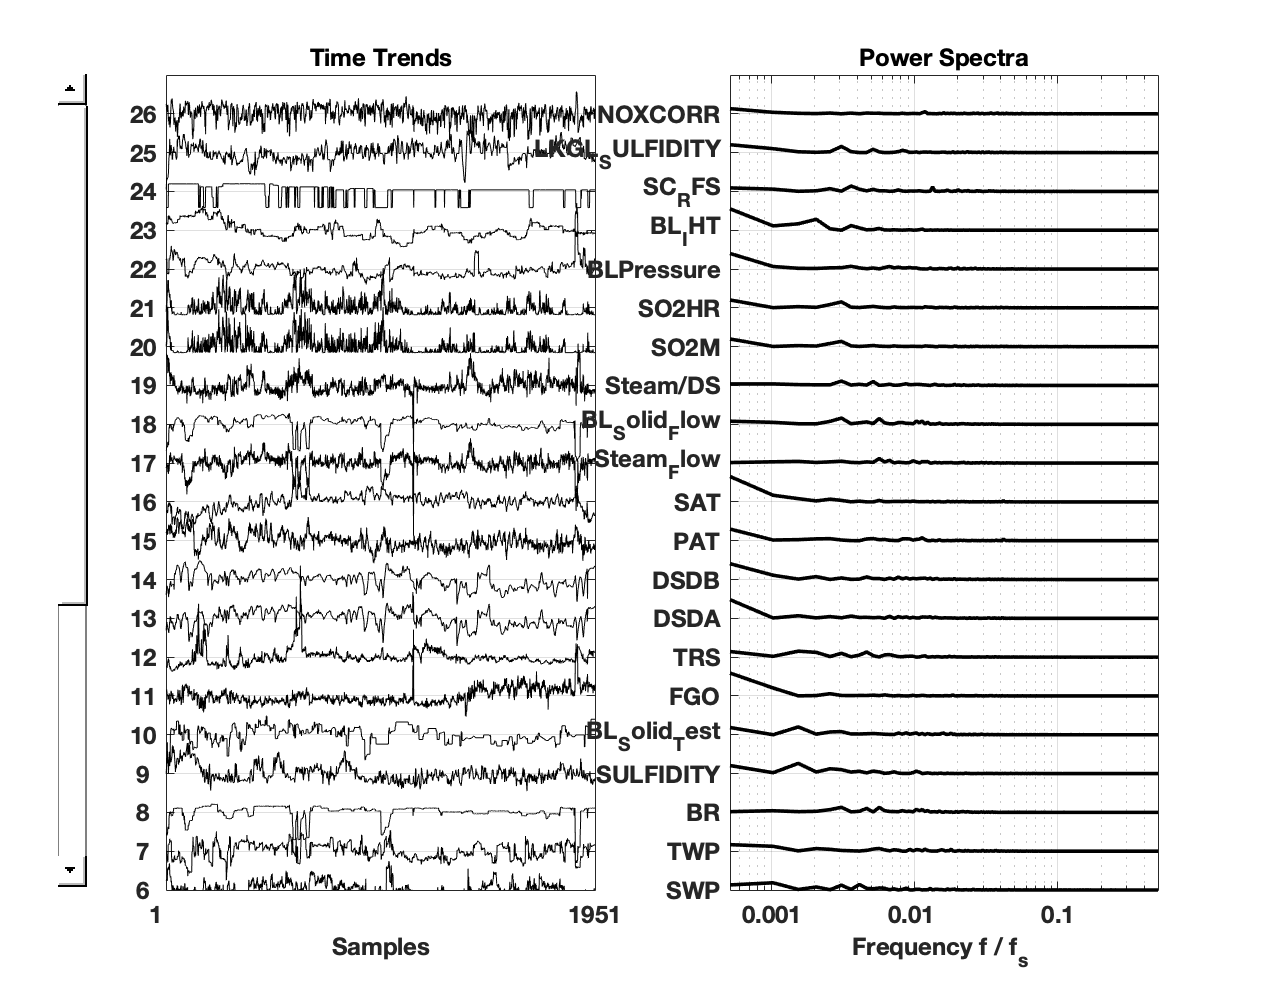 Time Trends Power Spectra
26 NOXCORR
25 LKGL_SULFIDITY
24 SC_RFS
23 BL_IHT
22 BLPressure
21 SO2HR
20 SO2M
19 Steam/DS
18 BL_Solid_Flow
17 Steam_Flow
16 SAT
15 PAT
14 DSDB
13 DSDA
12 TRS
11 FGO
10 BL_Solid_Test
9 SULFIDITY
8 BR
7 TWP
6 SWP
1 1951 0.001 0.01 0.1
Samples Frequency f / f_s